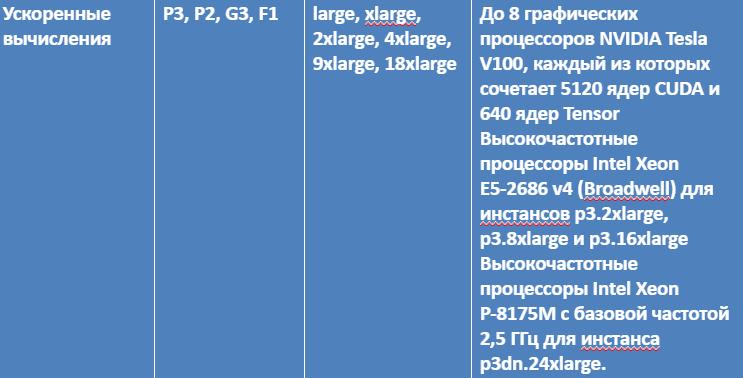 Ускоренные
вычисления
P3, P2, G3, F1
large, xlarge,
2xlarge, 4xlarge,
9xlarge, 18xlarge
До 8 графических
процессоров NVIDIA Tesla
V100, каждый из которых
сочетает 5120 ядер CUDA и
640 ядер Tensor
Высокочастотные
процессоры Intel Xeon
E5-2686 v4 (Broadwell) для
инстансов p3.2xlarge,
p3.8xlarge и p3.16xlarge
Высокочастотные
процессоры Intel Xeon
P-8175M с базовой частотой
2,5 ГГц для инстанса
p3dn.24xlarge.